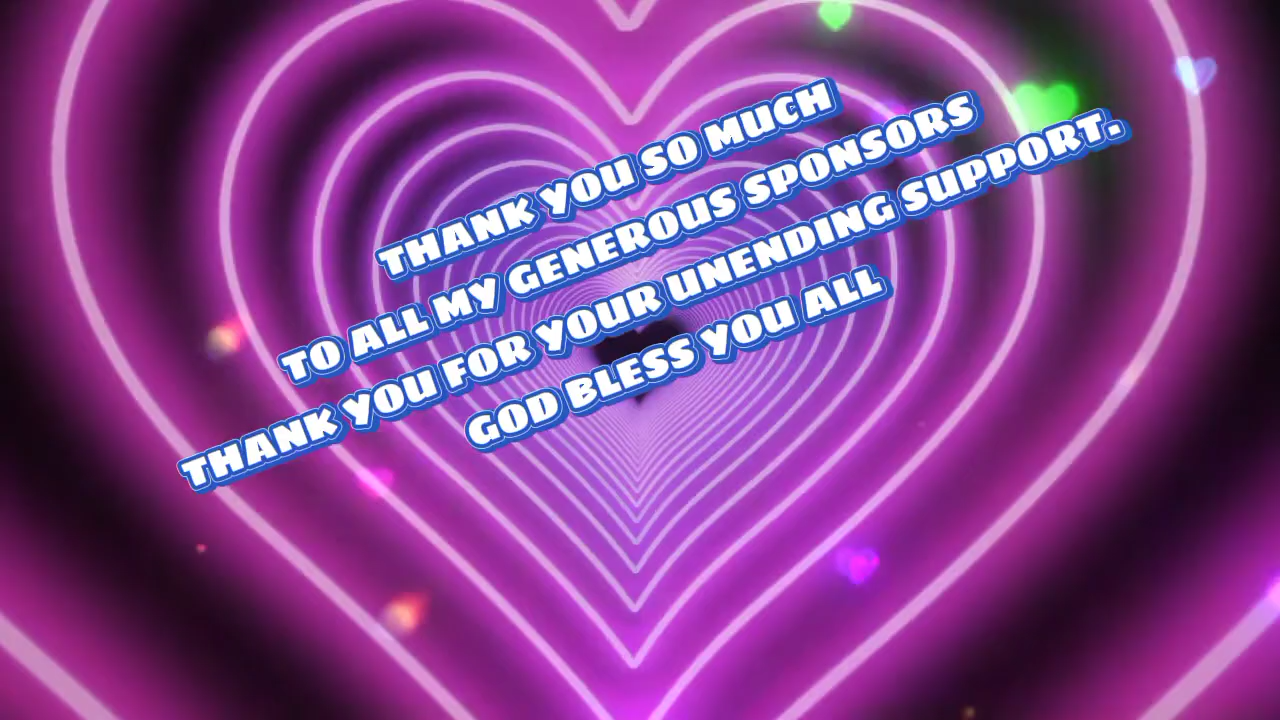 THANK YOU SO MUCH
TO ALL MY GENEROUS SPONSORS
THANK YOU FOR YOUR UNENDING SUPPORT.
GOD BLESS YOU ALL